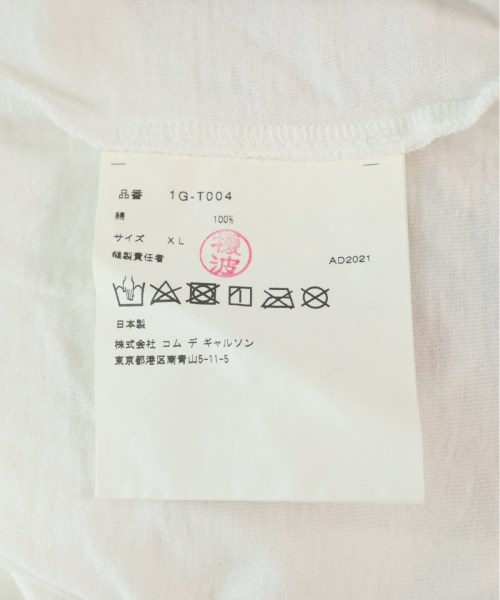 品番 1G-T004
綿 100%
サイズ XL
縫製責任者 AD2021
日本製
株式会社 コム デ ギャルソン
東京都港区南青山5-11-5